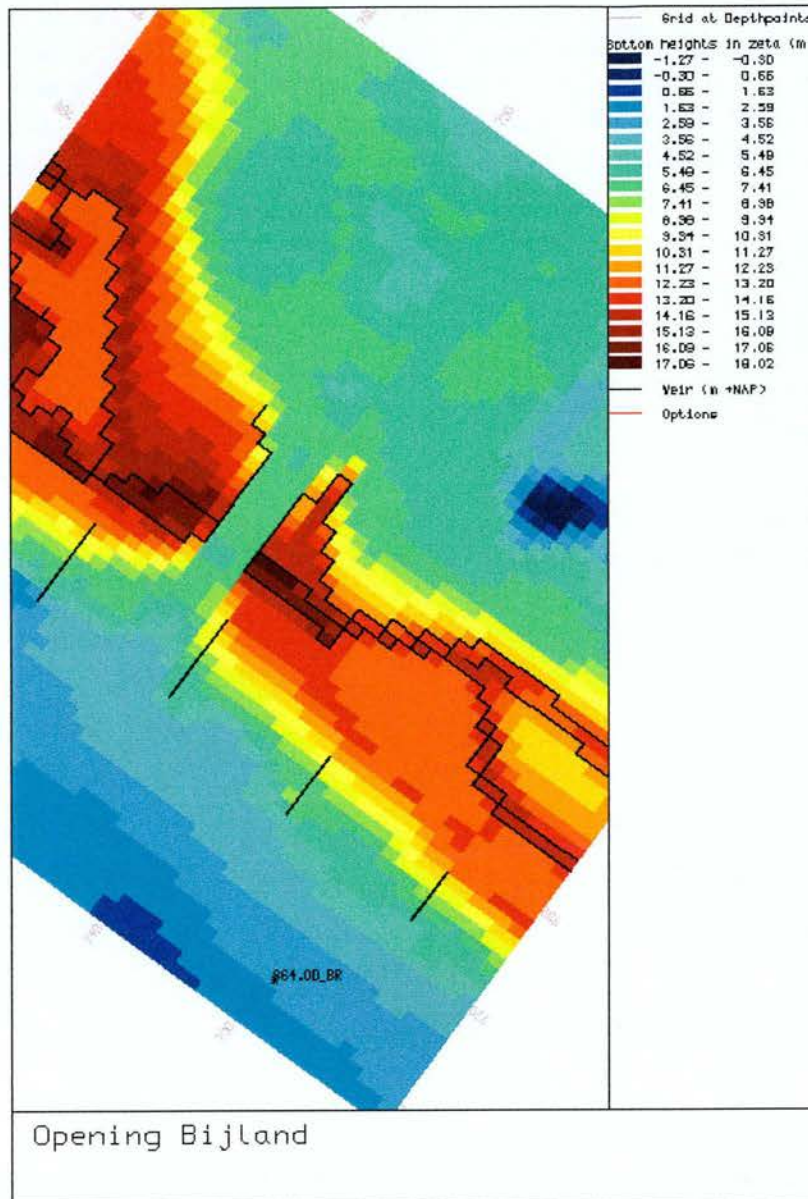 Grid at Depthpoints
Bottom heights in zeta (m
-1.27 - -0.30
-0.30 - 0.66
0.66 - 1.63
1.63 - 2.59
2.59 - 3.56
3.56 - 4.52
4.52 - 5.49
5.49 - 6.45
6.45 - 7.41
7.41 - 8.38
8.38 - 9.34
9.34 - 10.31
10.31 - 11.27
11.27 - 12.23
12.23 - 13.20
13.20 - 14.16
14.16 - 15.13
15.13 - 16.09
16.09 - 17.06
17.06 - 18.02
Weir (m +NAP)
Options
864.00_BR
Opening Bijland